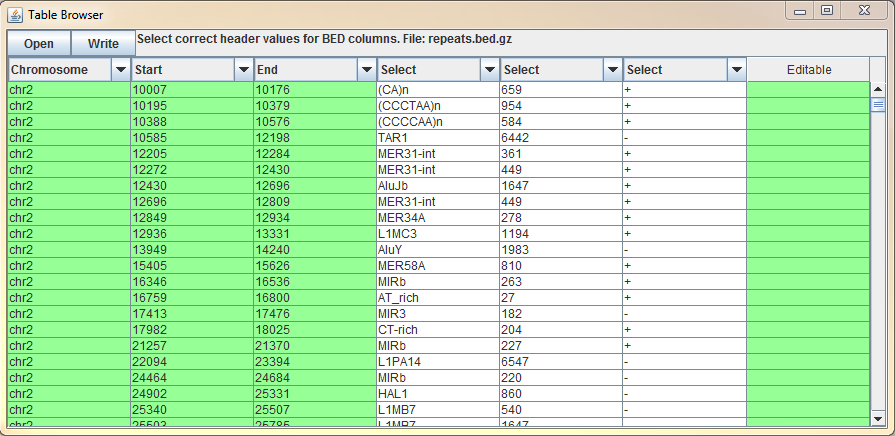 Table Browser
Open Write Select correct header values for BED columns. File: repeats.bed.gz
Chromosome Start End Select Select Select Editable
chr2 10007 10176 (CA)n 659 +
chr2 10195 10379 (CCCTAA)n 954 +
chr2 10388 10576 (CCCCAA)n 584 +
chr2 10585 12198 TAR1 6442 -
chr2 12205 12284 MER31-int 361 +
chr2 12272 12430 MER31-int 449 +
chr2 12430 12696 AluJb 1647 +
chr2 12696 12809 MER31-int 449 +
chr2 12849 12934 MER34A 278 +
chr2 12936 13331 L1MC3 1194 +
chr2 13949 14240 AluY 1983 -
chr2 15405 15626 MER58A 810 +
chr2 16346 16536 MIRb 263 +
chr2 16759 16800 AT_rich 27 +
chr2 17413 17476 MIR3 182 -
chr2 17982 18025 CT-rich 204 +
chr2 21257 21370 MIRb 227 +
chr2 22094 23394 L1PA14 6547 -
chr2 24464 24684 MIRb 220 -
chr2 24902 25331 HAL1 860 -
chr2 25340 25507 L1MB7 540 -
chr2 25503 25785 L1MB7 1647